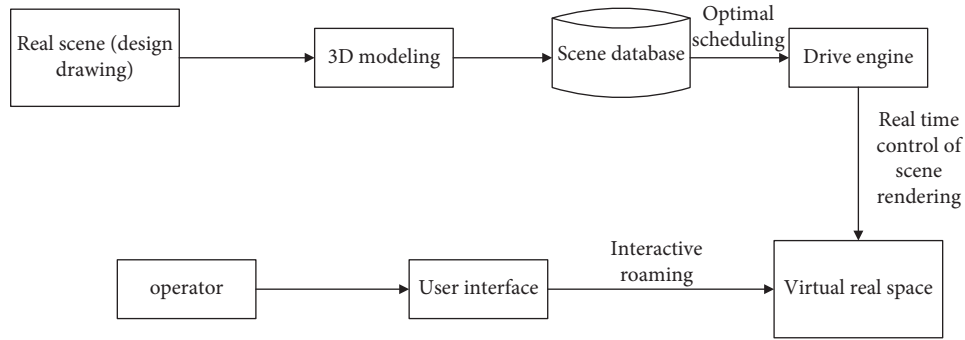 Real scene (design
drawing)
3D modeling
Scene database
Optimal
scheduling
Drive engine
Real time
control of
scene
rendering
operator
User interface
Interactive
roaming
Virtual real space